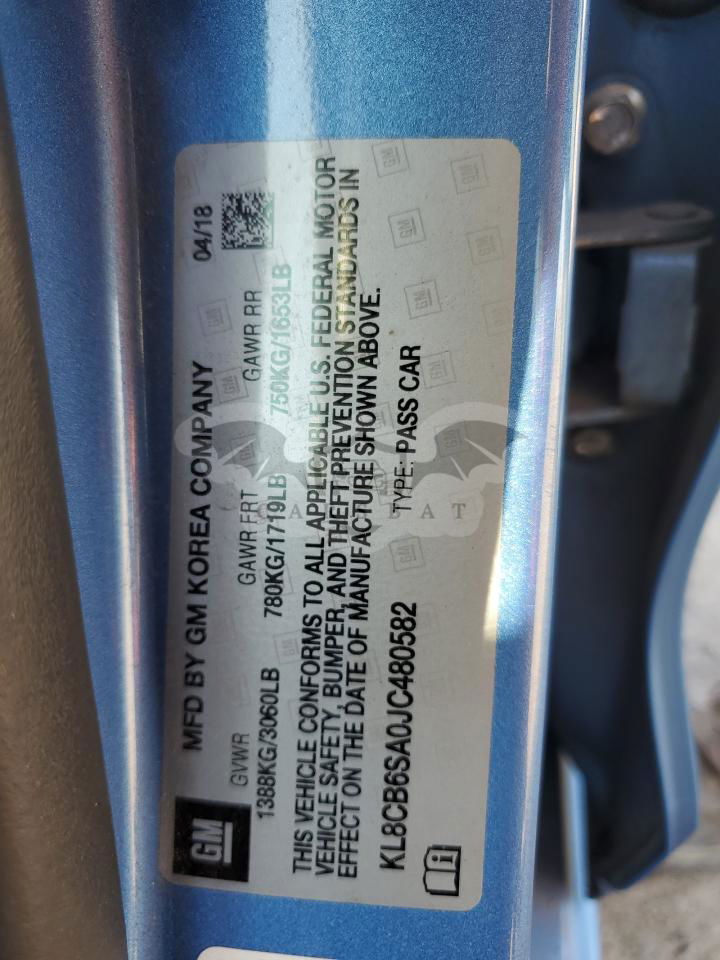 MFD BY GM KOREA COMPANY 04/18
GVWR GAWR FRT GAWR RR
1388KG/3060LB 780KG/1719LB 750KG/1653LB
THIS VEHICLE CONFORMS TO ALL APPLICABLE U.S. FEDERAL MOTOR
VEHICLE SAFETY, BUMPER, AND THEFT PREVENTION STANDARDS IN
EFFECT ON THE DATE OF MANUFACTURE SHOWN ABOVE.
KL8CB6SA0JC480582 TYPE: PASS CAR
GM